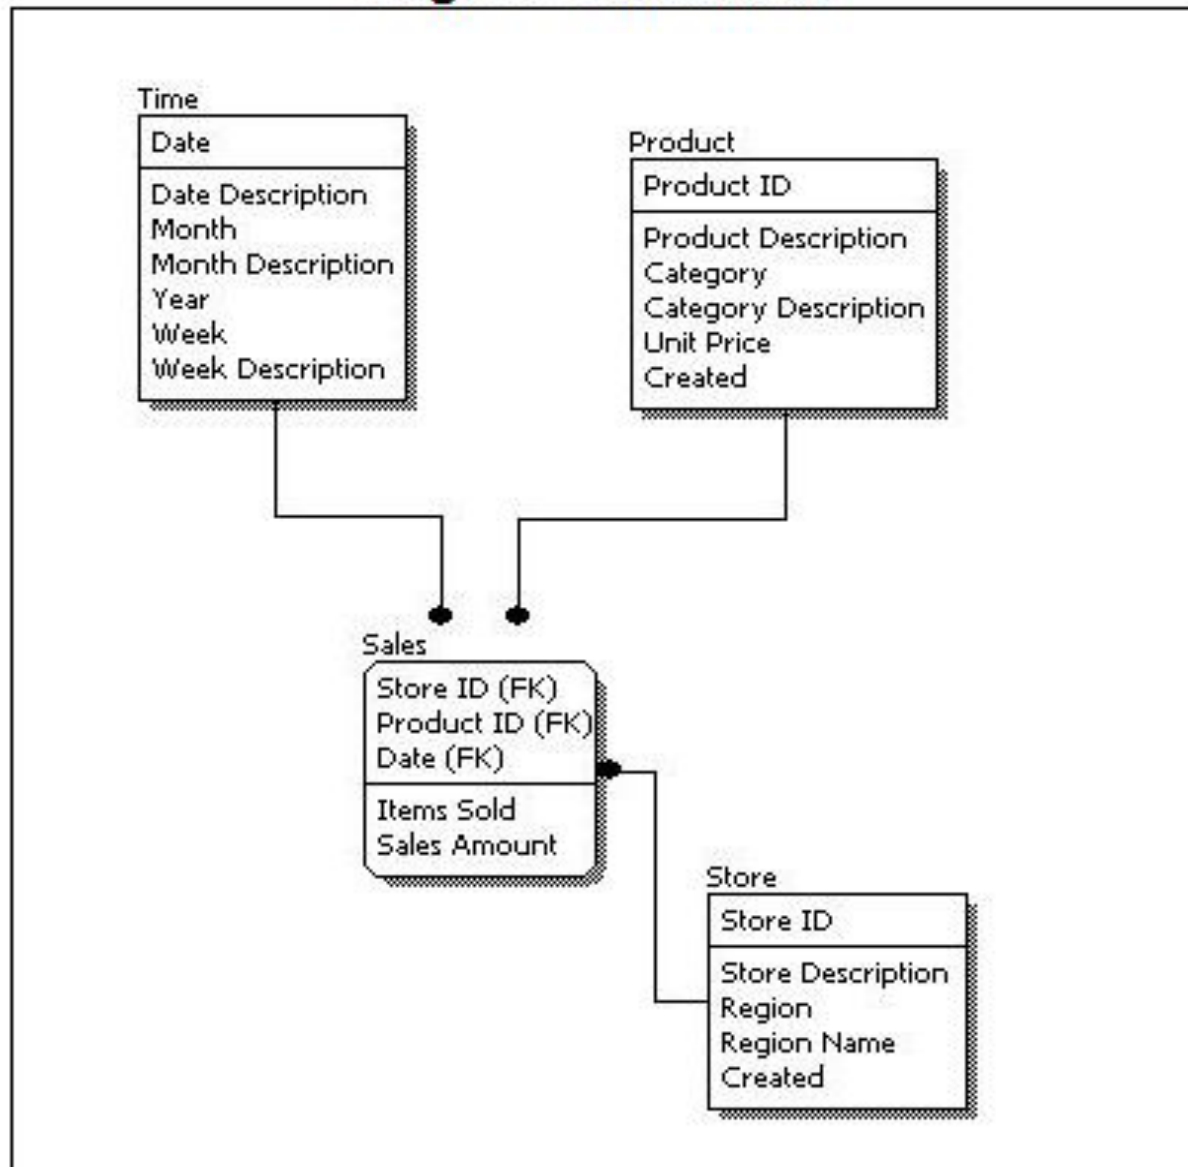 Time
Date
Date Description
Month
Month Description
Year
Week
Week Description
Product
Product ID
Product Description
Category
Category Description
Unit Price
Created
Sales
Store ID (FK)
Product ID (FK)
Date (FK)
Items Sold
Sales Amount
Store
Store ID
Store Description
Region
Region Name
Created